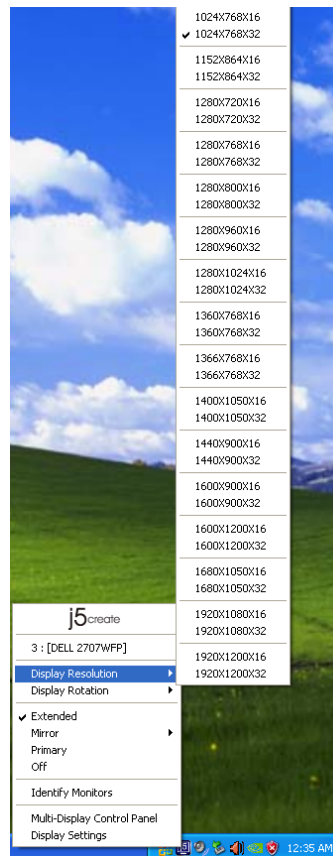 1024X768X16
1024X768X32
1152X864X16
1152X864X32
1280X720X16
1280X720X32
1280X768X16
1280X768X32
1280X800X16
1280X800X32
1280X960X16
1280X960X32
1280X1024X16
1280X1024X32
1360X768X16
1360X768X32
1366X768X16
1366X768X32
1400X1050X16
1400X1050X32
1440X900X16
1440X900X32
1600X900X16
1600X900X32
1600X1200X16
1600X1200X32
1680X1050X16
1680X1050X32
1920X1080X16
1920X1080X32
1920X1200X16
1920X1200X32
j5create
3 : [DELL 2707WFP]
Display Resolution
Display Rotation
Extended
Mirror
Primary
Off
Identify Monitors
Multi-Display Control Panel
Display Settings
12:35 AM